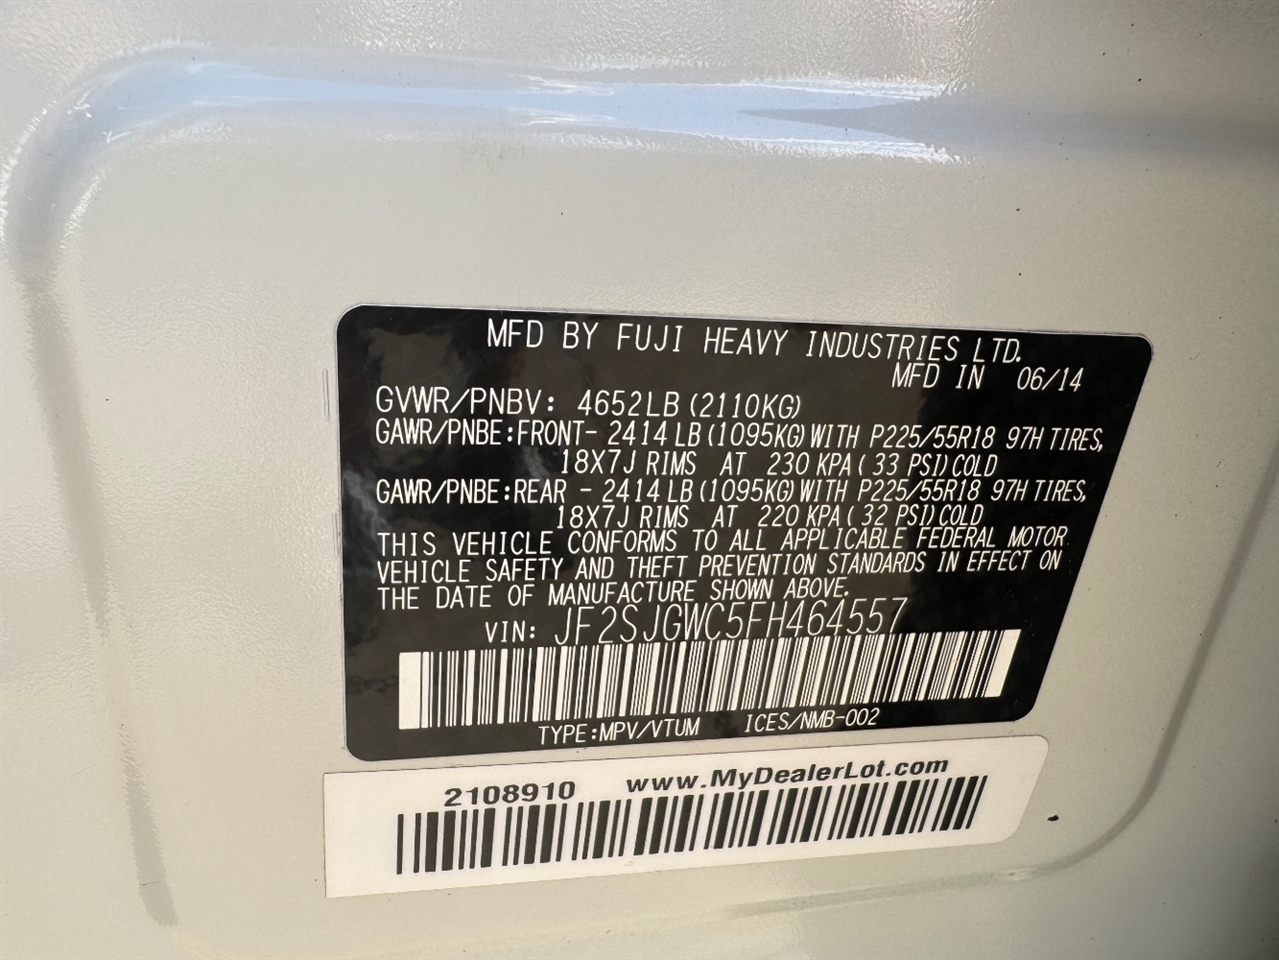 MFD BY FUJI HEAVY INDUSTRIES LTD.
MFD IN 06/14
GVWR/PNBV: 4652LB (2110KG)
GAWR/PNBE:FRONT- 2414 LB (1095KG) WITH P225/55R18 97H TIRES,
18X7J RIMS AT 230 KPA ( 33 PSI) COLD
GAWR/PNBE:REAR - 2414 LB (1095KG) WITH P225/55R18 97H TIRES,
18X7J RIMS AT 220 KPA ( 32 PSI) COLD
THIS VEHICLE CONFORMS TO ALL APPLICABLE FEDERAL MOTOR
VEHICLE SAFETY AND THEFT PREVENTION STANDARDS IN EFFECT ON
THE DATE OF MANUFACTURE SHOWN ABOVE.
VIN: JF2SJGWC5FH464557
TYPE:MPV/VTUM ICES/NMB-002
2108910 www.MyDealerLot.com